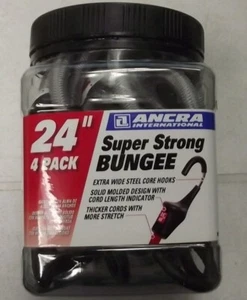 ANCRA
INTERNATIONAL
24"
4 PACK
Super Strong
BUNGEE
EXTRA WIDE STEEL CORE HOOKS
SOLID MOLDED DESIGN WITH
CORD LENGTH INDICATOR
THICKER CORDS WITH
MORE STRETCH